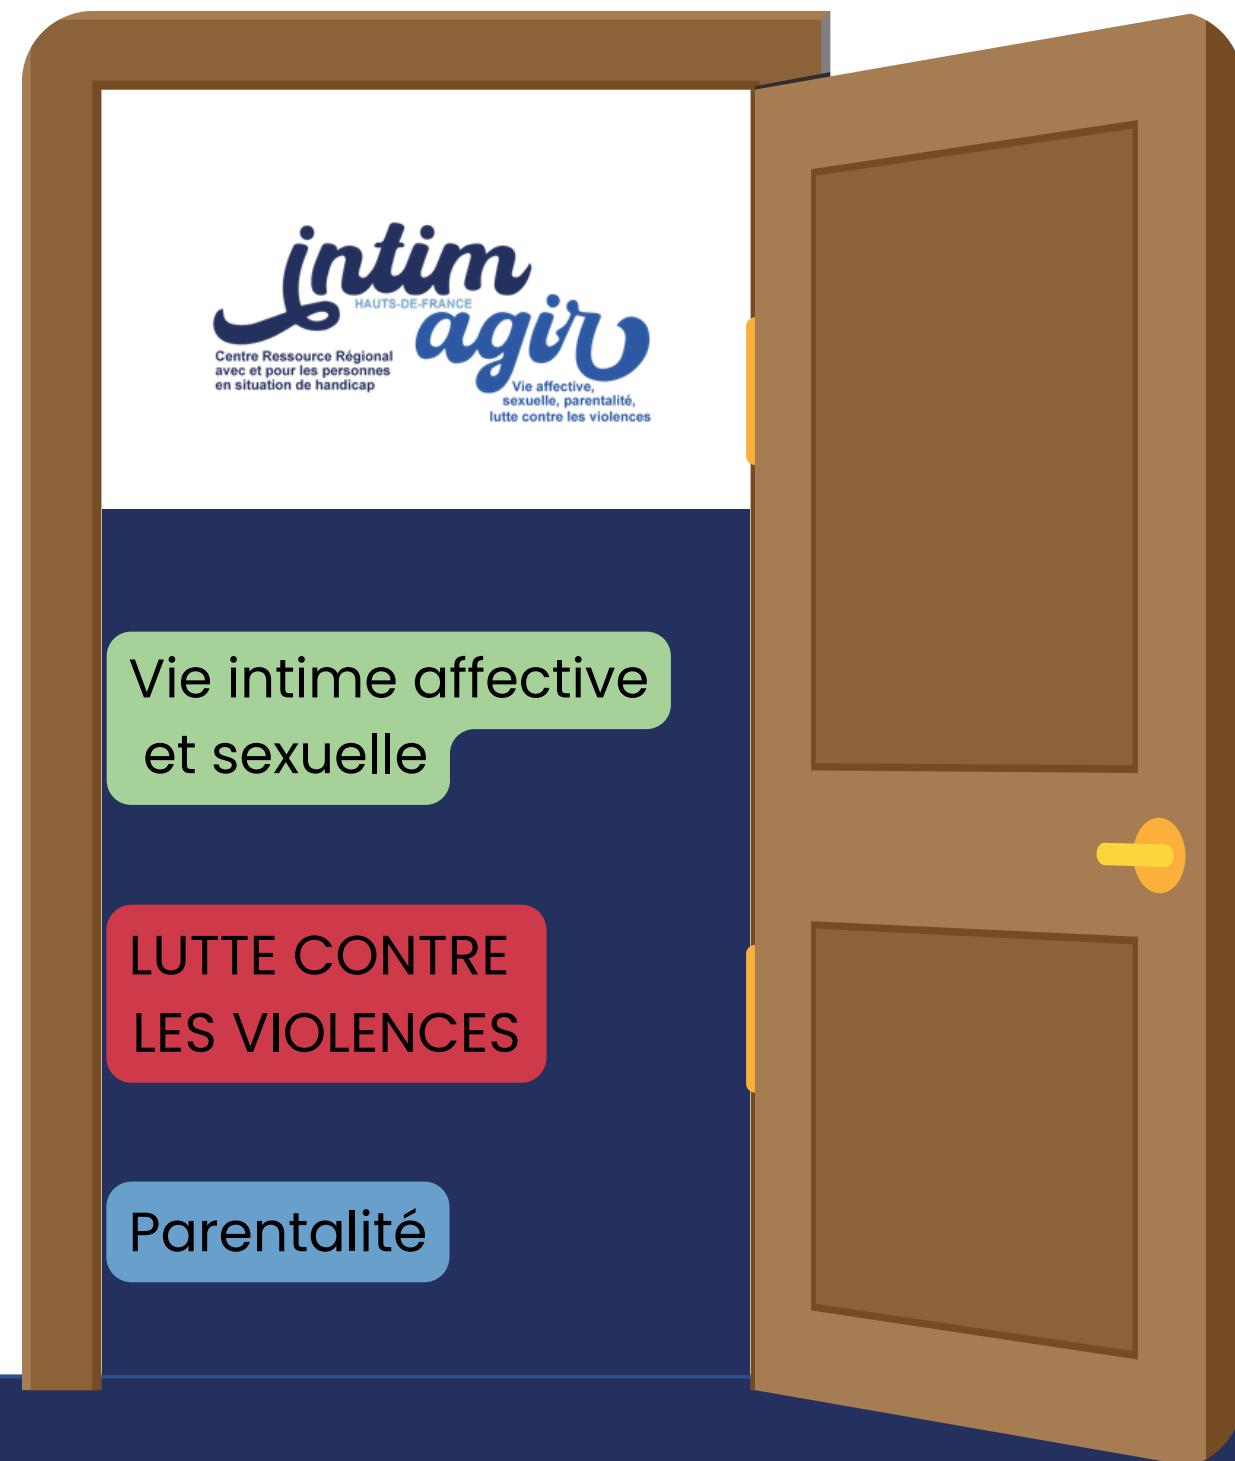 intim
HAUTS-DE-FRANCE
agir
Centre Ressource Régional
avec et pour les personnes
en situation de handicap
Vie affective,
sexuelle, parentalité,
lutte contre les violences
Vie intime affective
et sexuelle
LUTTE CONTRE
LES VIOLENCES
Parentalité